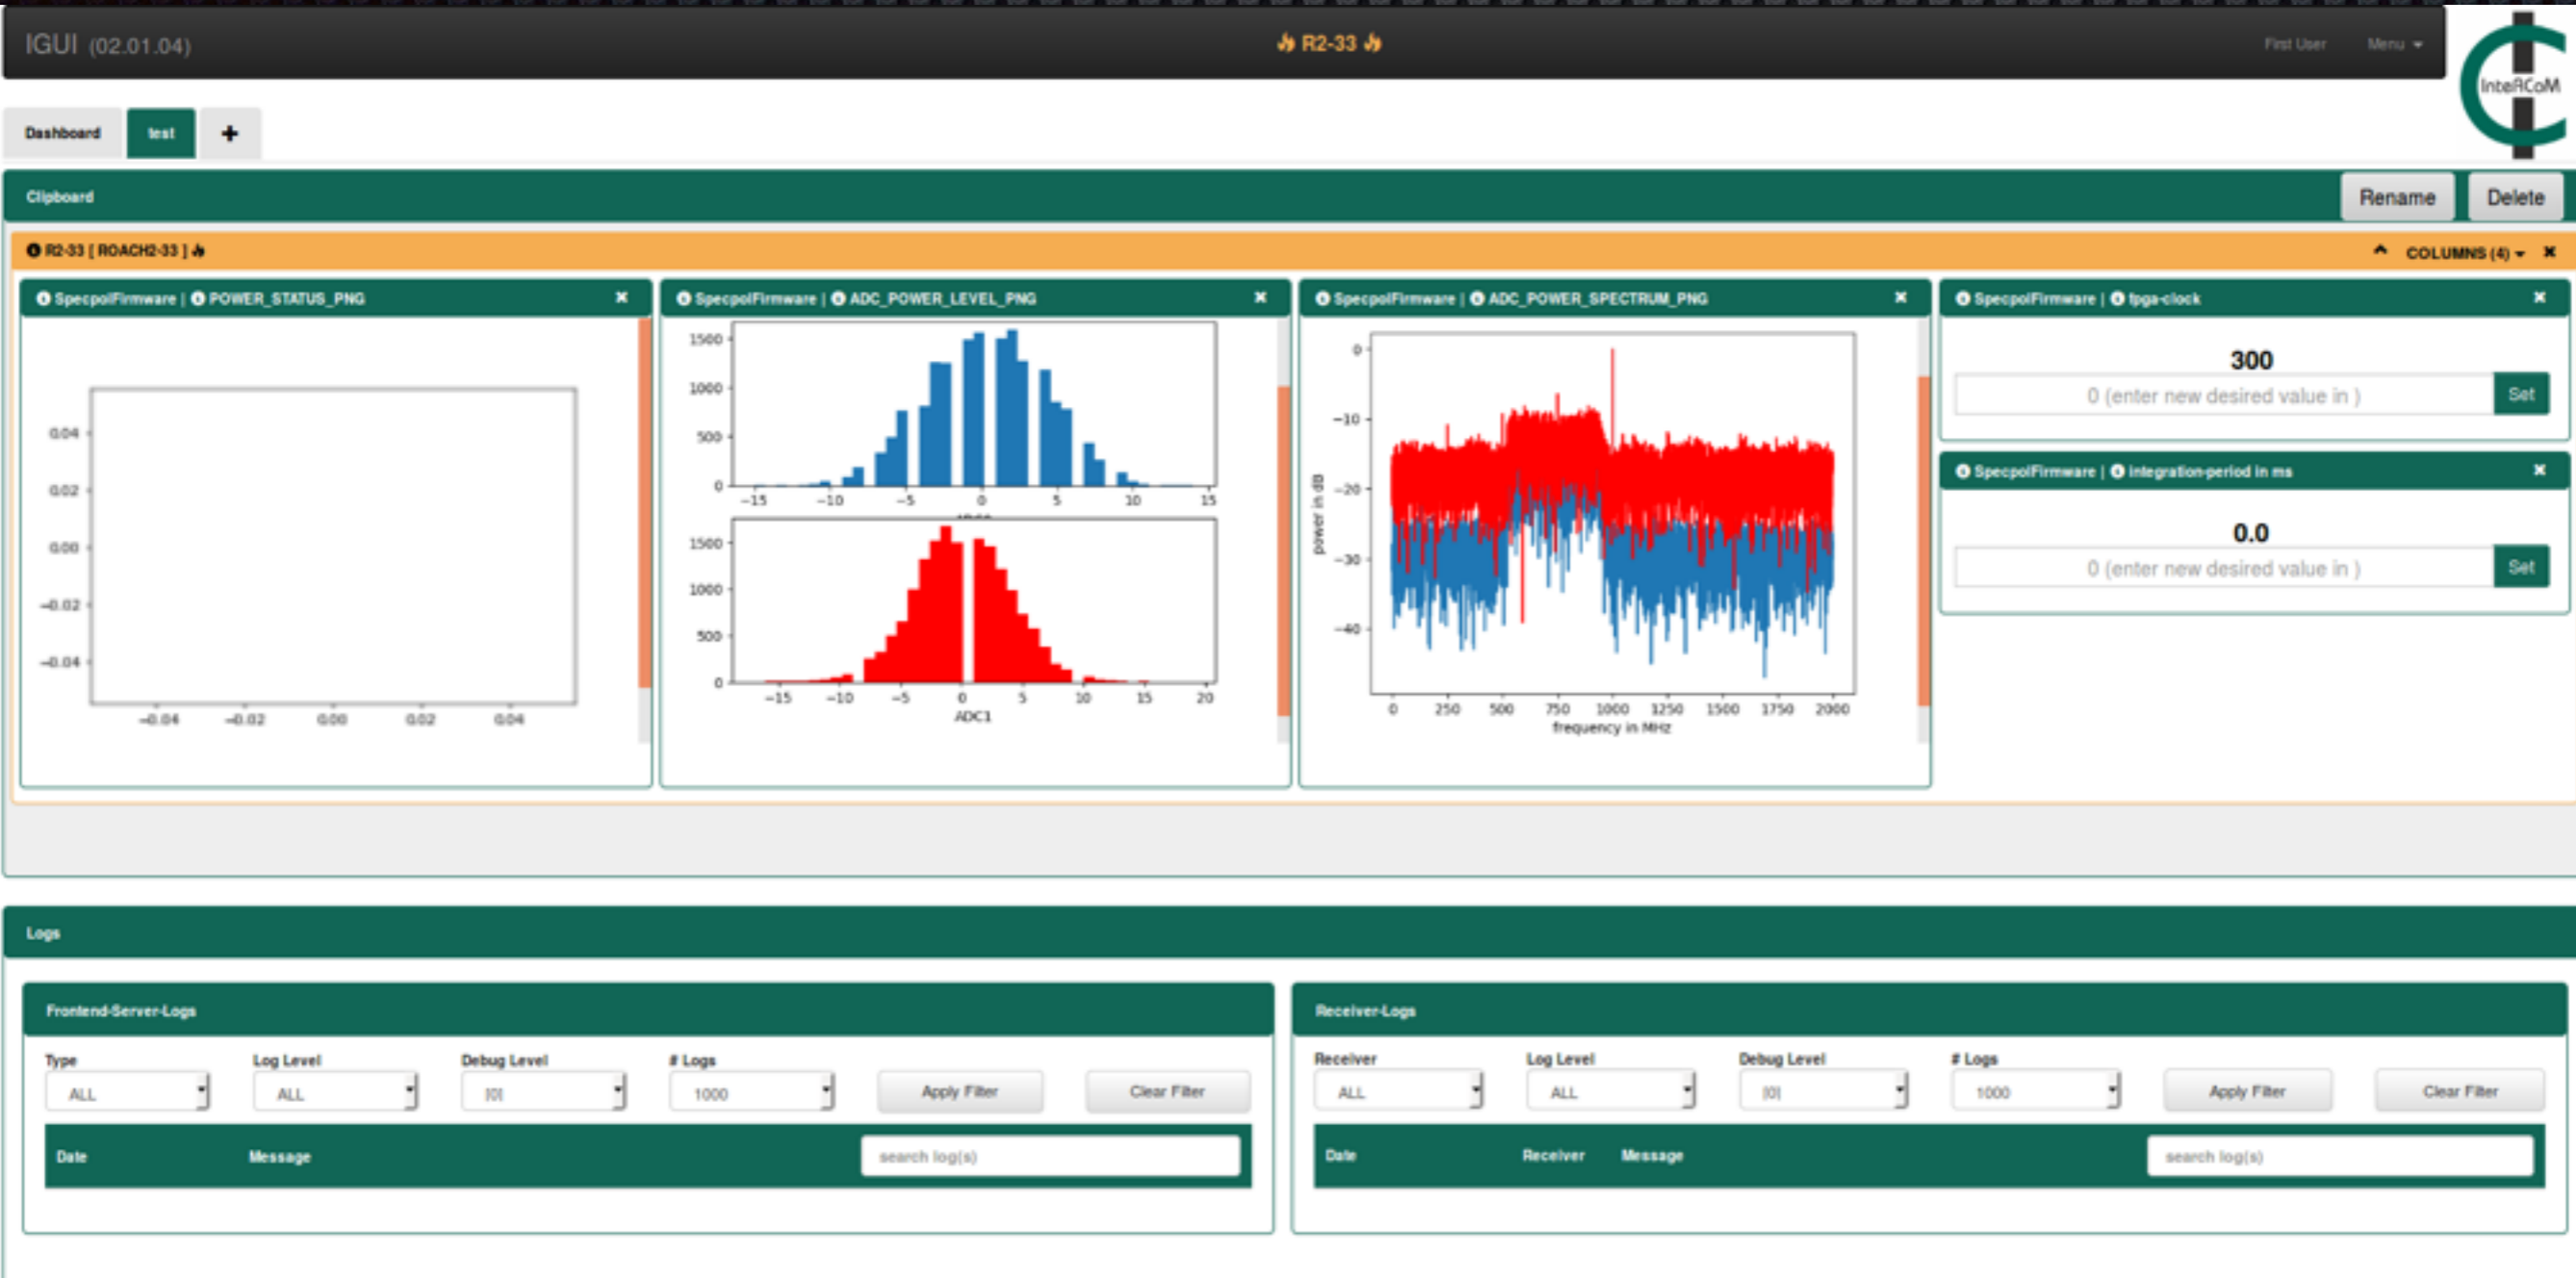 IGUI (02.01.04)
R2-33
First User Menu
InteRCoM
Dashboard test +
Clipboard Rename Delete
R2-33 [ ROACH2-33 ] COLUMNS (4)
SpecpolFirmware | POWER_STATUS_PNG
0.04
0.02
0.00
−0.02
−0.04
−0.04 −0.02 0.00 0.02 0.04
SpecpolFirmware | ADC_POWER_LEVEL_PNG
1500
1000
500
0
−15 −10 −5 0 5 10 15
1500
1000
500
0
−15 −10 −5 0 5 10 15 20
ADC1
SpecpolFirmware | ADC_POWER_SPECTRUM_PNG
power in dB
0
−10
−20
−30
−40
0 250 500 750 1000 1250 1500 1750 2000
frequency in MHz
SpecpolFirmware | fpga-clock
300
0 (enter new desired value in ) Set
SpecpolFirmware | integration-period in ms
0.0
0 (enter new desired value in ) Set
Logs
Frontend-Server-Logs
Type Log Level Debug Level # Logs
ALL ALL [0] 1000 Apply Filter Clear Filter
Date Message search log(s)
Receiver-Logs
Receiver Log Level Debug Level # Logs
ALL ALL [0] 1000 Apply Filter Clear Filter
Date Receiver Message search log(s)